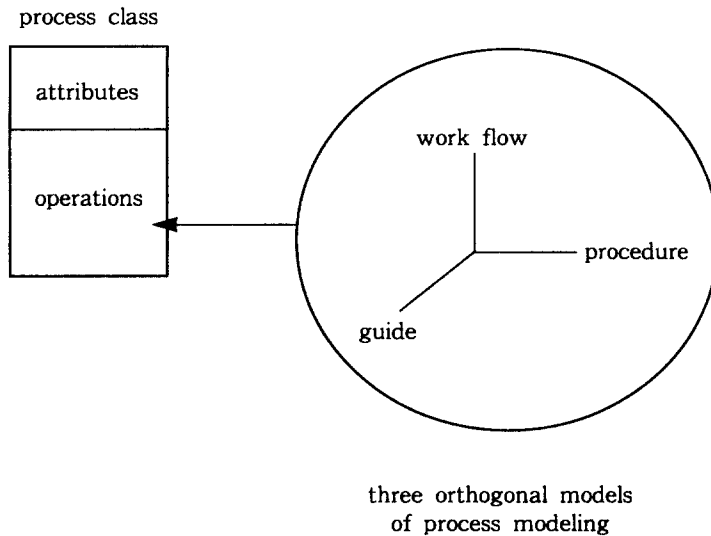 process class
attributes
operations
work flow
procedure
guide
three orthogonal models
of process modeling